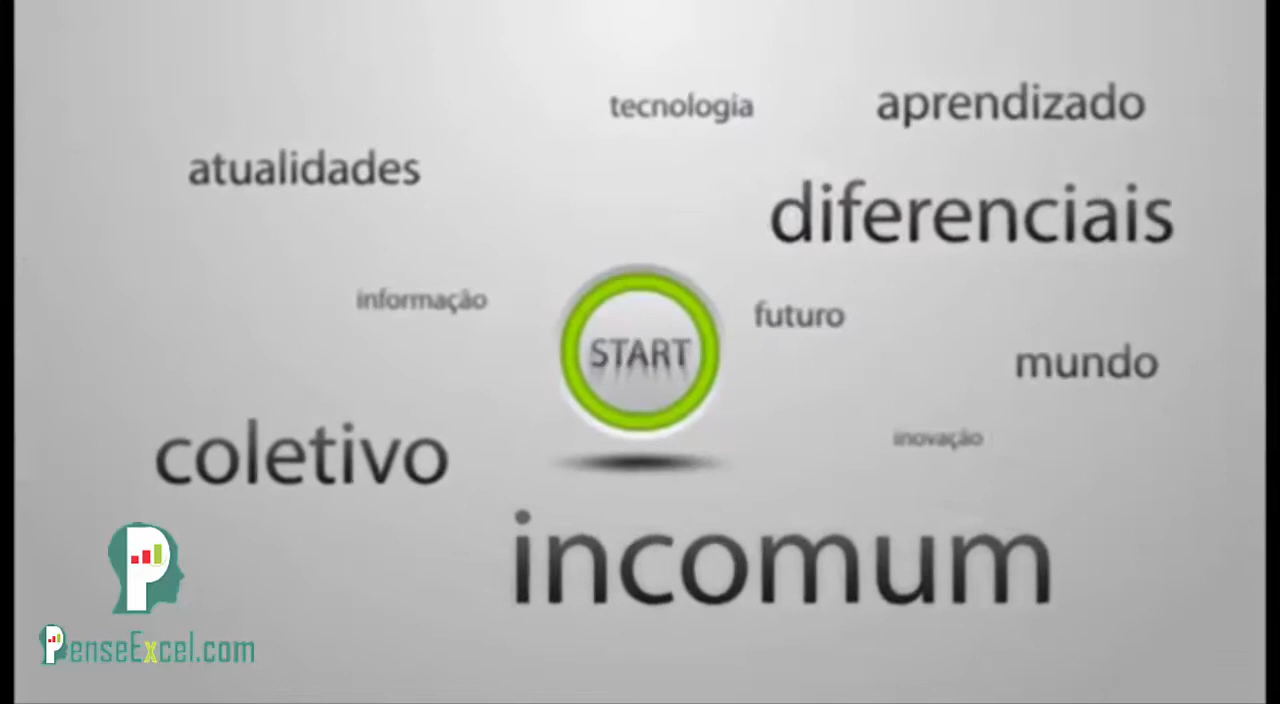 tecnologia
aprendizado
atualidades
diferenciais
informação
futuro
START
mundo
coletivo
inovação
incomum
P
PenseExcel.com